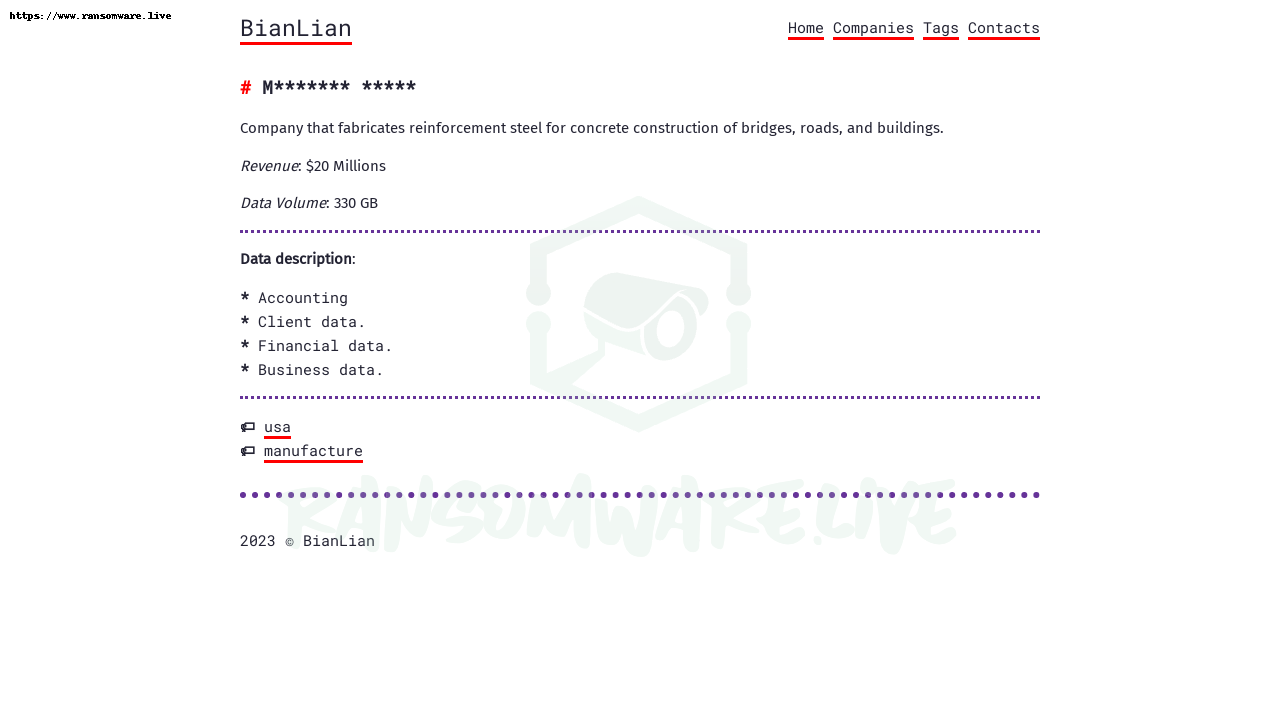 https://www.ransomware.live
BianLian
Home Companies Tags Contacts
# M******* *****
Company that fabricates reinforcement steel for concrete construction of bridges, roads, and buildings.
Revenue: $20 Millions
Data Volume: 330 GB
Data description:
* Accounting
* Client data.
* Financial data.
* Business data.
usa
manufacture
RANSOMWARE.LIVE
2023 © BianLian